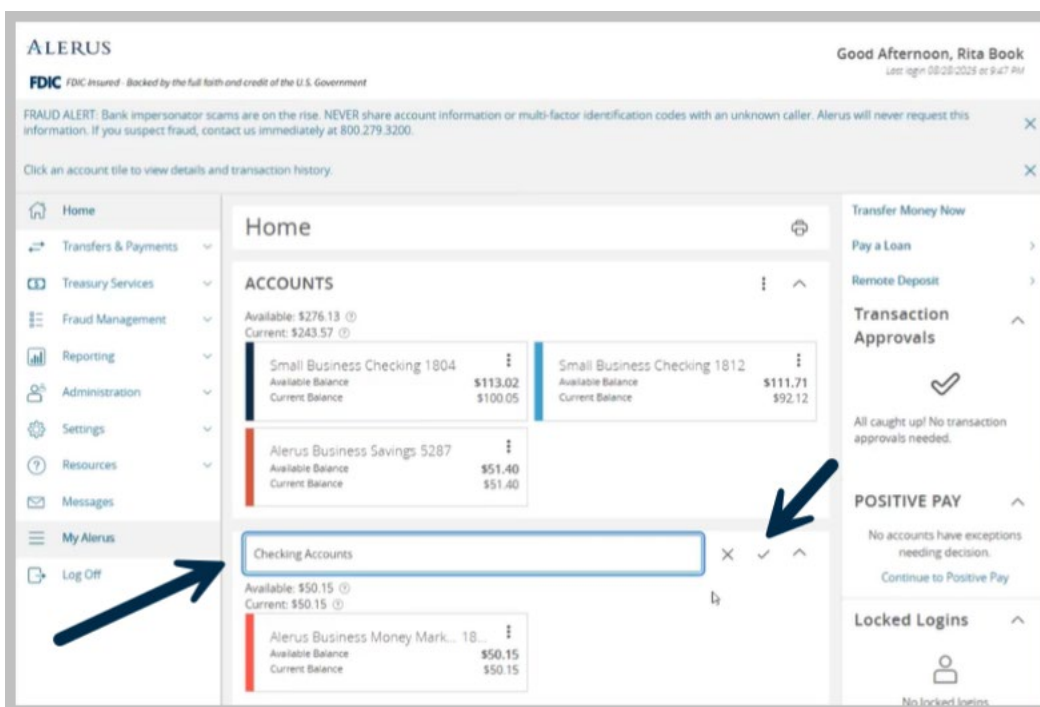 ALERUS
FDIC FDIC-Insured - Backed by the full faith and credit of the U.S. Government
Good Afternoon, Rita Book
Last login 08/28/2025 at 9:47 PM
FRAUD ALERT: Bank impersonator scams are on the rise. NEVER share account information or multi-factor identification codes with an unknown caller. Alerus will never request this
information. If you suspect fraud, contact us immediately at 800.279.3200.
Click an account tile to view details and transaction history.
Home
Transfers & Payments
Treasury Services
Fraud Management
Reporting
Administration
Settings
Resources
Messages
My Alerus
Log Off
Home
ACCOUNTS
Available: $276.13
Current: $243.57
Small Business Checking 1804
Available Balance $113.02
Current Balance $100.05
Small Business Checking 1812
Available Balance $111.71
Current Balance $92.12
Alerus Business Savings 5287
Available Balance $51.40
Current Balance $51.40
Checking Accounts
Available: $50.15
Current: $50.15
Alerus Business Money Mark... 18...
Available Balance $50.15
Current Balance $50.15
Transfer Money Now
Pay a Loan
Remote Deposit
Transaction
Approvals
All caught up! No transaction
approvals needed.
POSITIVE PAY
No accounts have exceptions
needing decision.
Continue to Positive Pay
Locked Logins
No locked logins